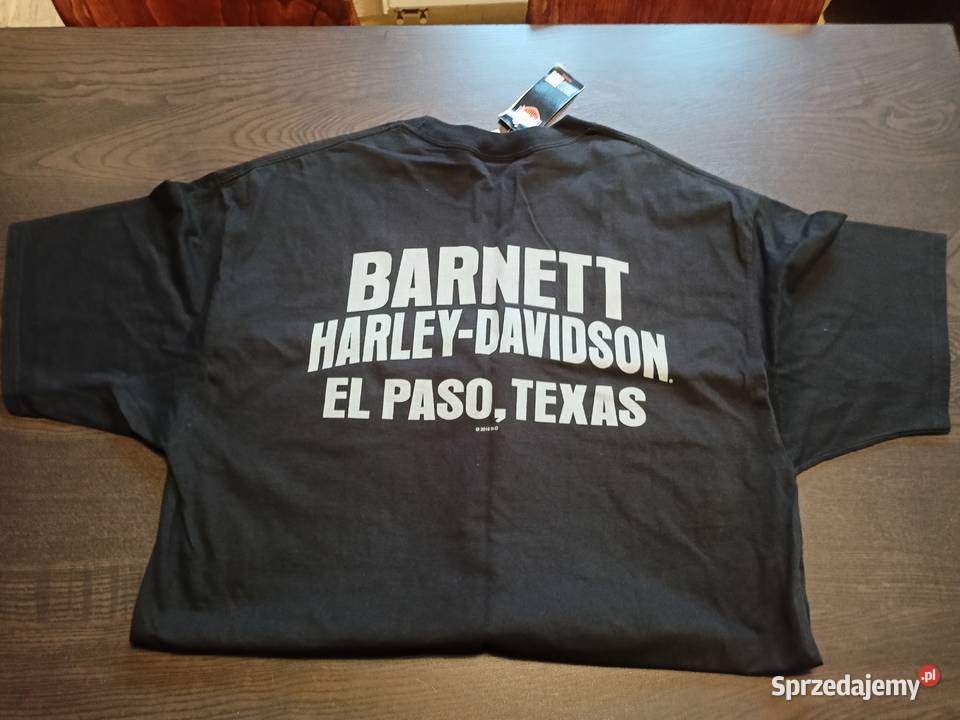 BARNETT
HARLEY-DAVIDSON.
EL PASO, TEXAS
Sprzedajemy.pl